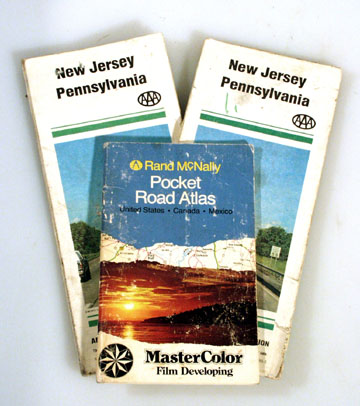 New Jersey
Pennsylvania
AAA
New Jersey
Pennsylvania
AAA
Rand McNally
Pocket
Road Atlas
United States • Canada • Mexico
MasterColor
Film Developing